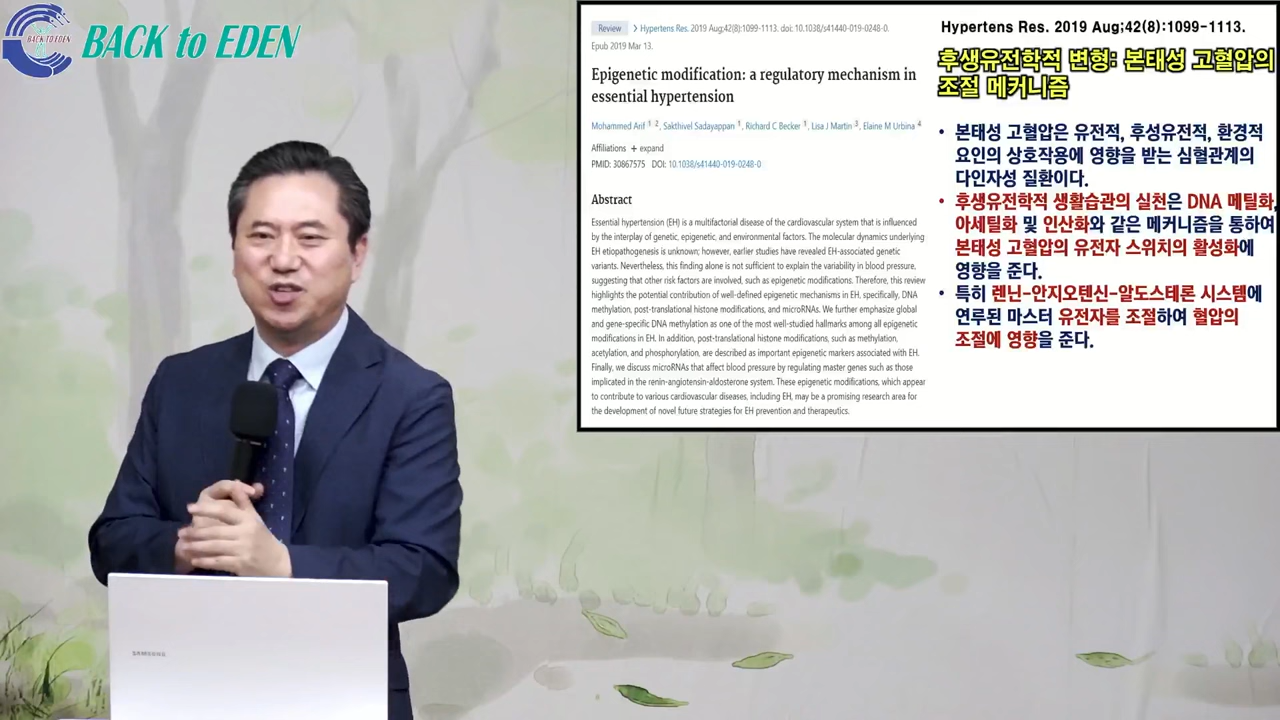 BACK TO EDEN
BACK to EDEN
Review > Hypertens Res. 2019 Aug;42(8):1099-1113. doi: 10.1038/s41440-019-0248-0.
Epub 2019 Mar 13.
Epigenetic modification: a regulatory mechanism in
essential hypertension
Mohammed Arif 1 2, Sakthivel Sadayappan 1, Richard C Becker 1, Lisa J Martin 3, Elaine M Urbina 4
Affiliations + expand
PMID: 30867575 DOI: 10.1038/s41440-019-0248-0
Abstract
Essential hypertension (EH) is a multifactorial disease of the cardiovascular system that is influenced
by the interplay of genetic, epigenetic, and environmental factors. The molecular dynamics underlying
EH etiopathogenesis is unknown; however, earlier studies have revealed EH-associated genetic
variants. Nevertheless, this finding alone is not sufficient to explain the variability in blood pressure,
suggesting that other risk factors are involved, such as epigenetic modifications. Therefore, this review
highlights the potential contribution of well-defined epigenetic mechanisms in EH, specifically, DNA
methylation, post-translational histone modifications, and microRNAs. We further emphasize global
and gene-specific DNA methylation as one of the most well-studied hallmarks among all epigenetic
modifications in EH. In addition, post-translational histone modifications, such as methylation,
acetylation, and phosphorylation, are described as important epigenetic markers associated with EH.
Finally, we discuss microRNAs that affect blood pressure by regulating master genes such as those
implicated in the renin-angiotensin-aldosterone system. These epigenetic modifications, which appear
to contribute to various cardiovascular diseases, including EH, may be a promising research area for
the development of novel future strategies for EH prevention and therapeutics.
Hypertens Res. 2019 Aug;42(8):1099-1113.
후생유전학적 변형: 본태성 고혈압의
조절 메커니즘
• 본태성 고혈압은 유전적, 후성유전적, 환경적
요인의 상호작용에 영향을 받는 심혈관계의
다인자성 질환이다.
• 후생유전학적 생활습관의 실천은 DNA 메틸화,
아세틸화 및 인산화와 같은 메커니즘을 통하여
본태성 고혈압의 유전자 스위치의 활성화에
영향을 준다.
• 특히 렌닌-안지오텐신-알도스테론 시스템에
연루된 마스터 유전자를 조절하여 혈압의
조절에 영향을 준다.
SAMSUNG